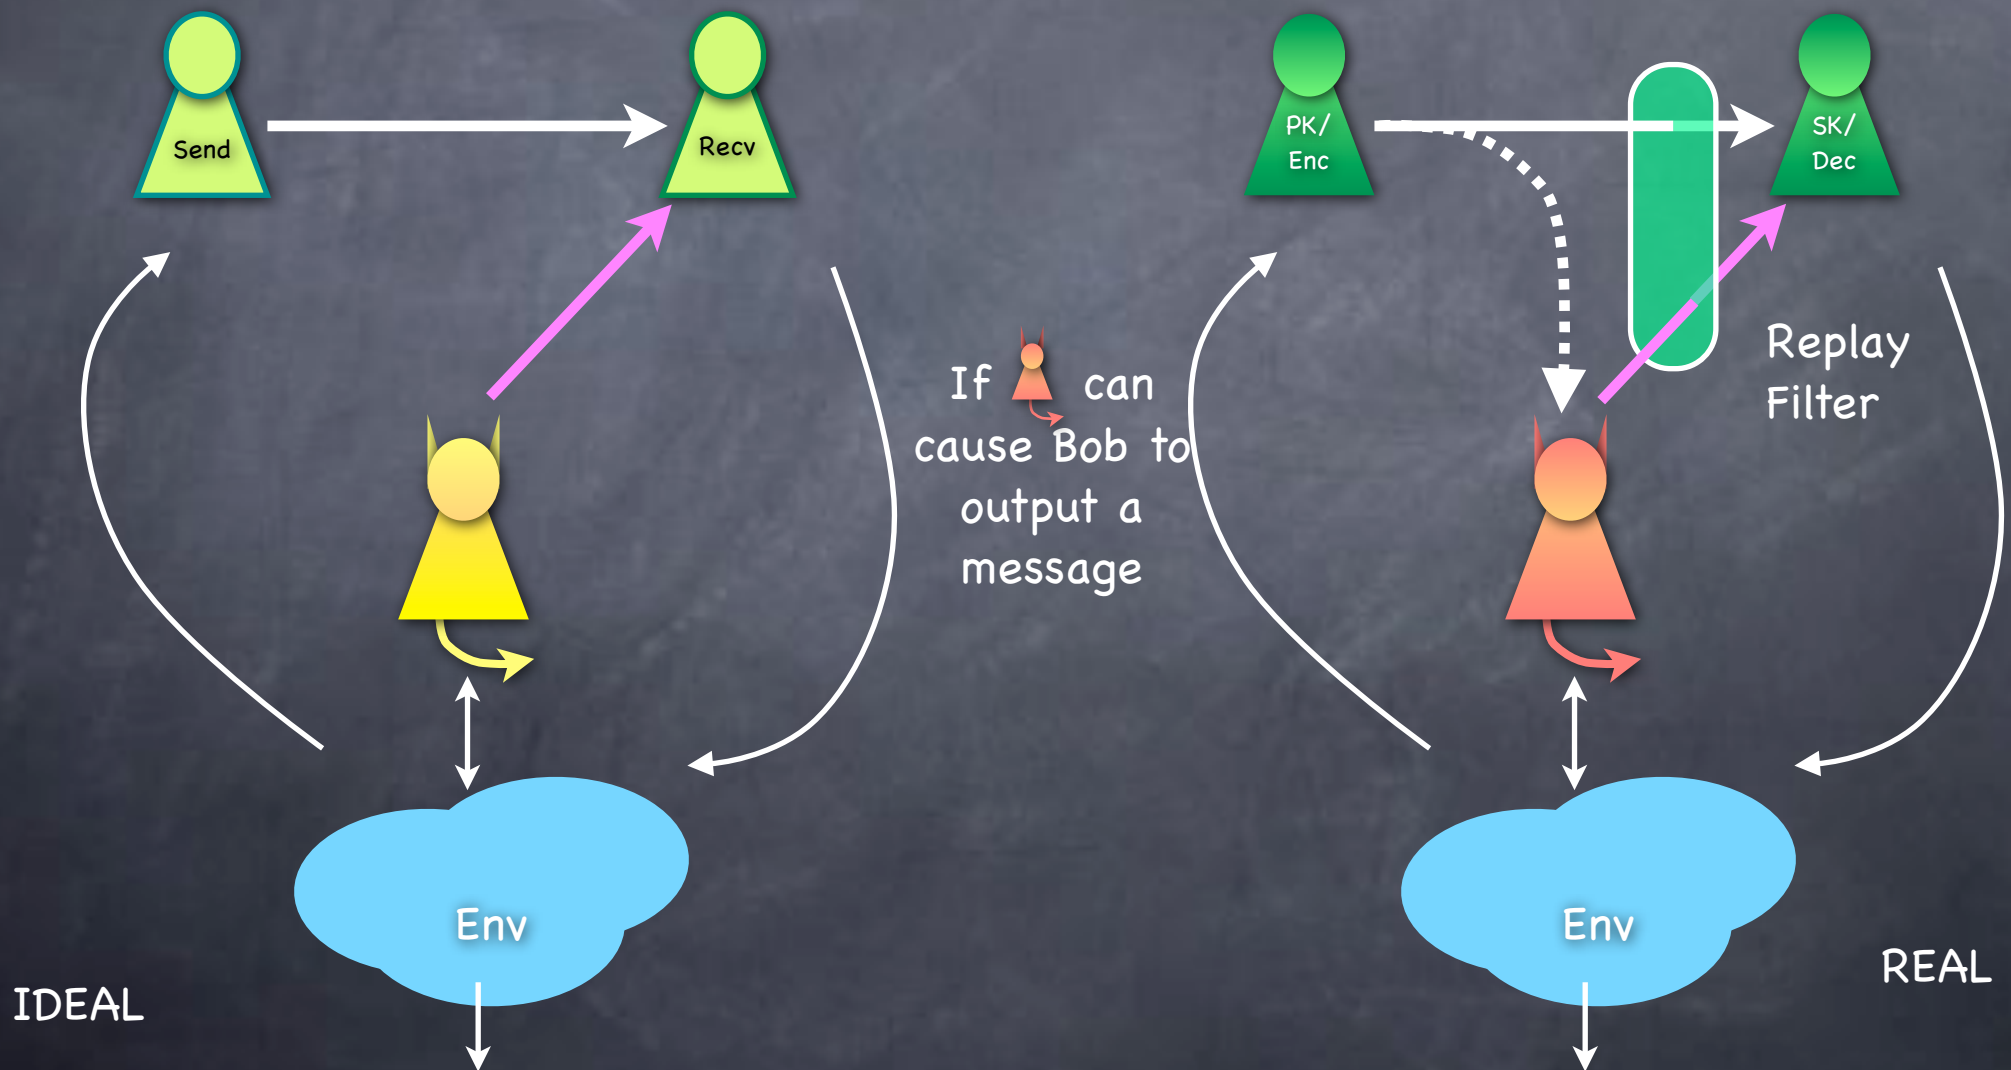 Send
Recv
PK/
Enc
SK/
Dec
If can
cause Bob to
output a
message
Replay
Filter
Env
Env
IDEAL
REAL